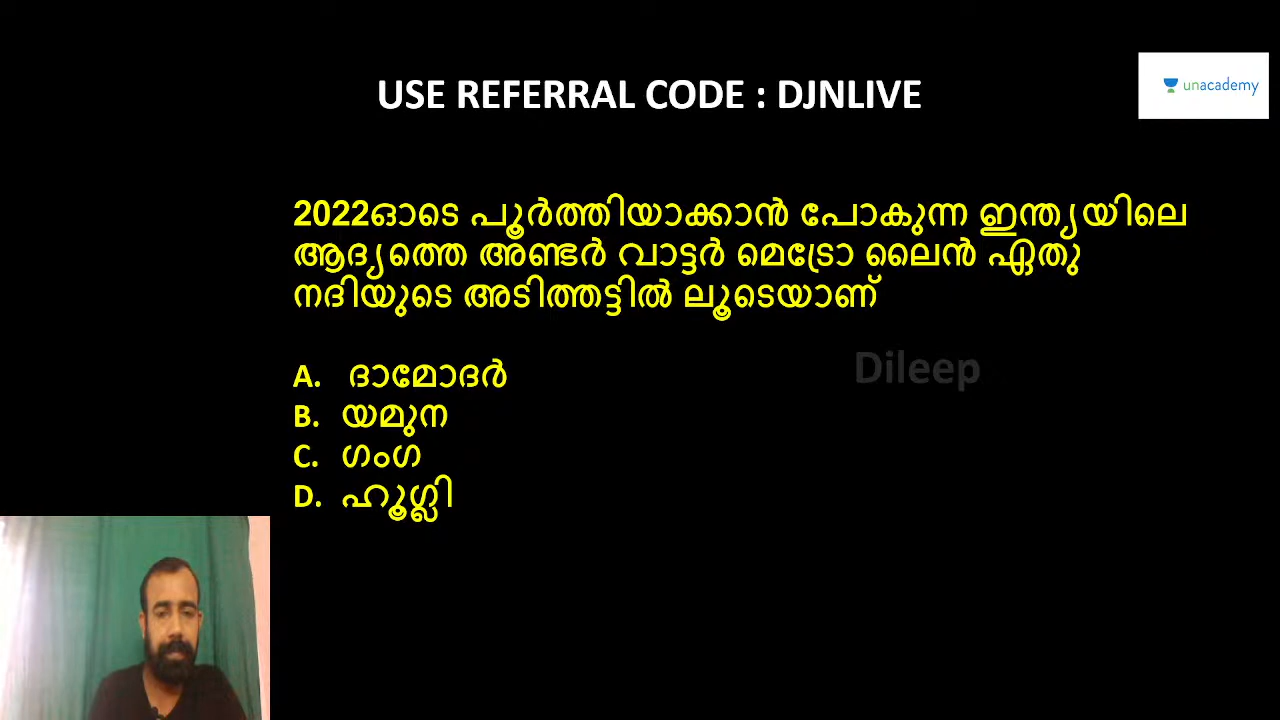 USE REFERRAL CODE : DJNLIVE
unacademy
2022ഓടെ പൂർത്തിയാക്കാൻ പോകുന്ന ഇന്ത്യയിലെ
ആദ്യത്തെ അണ്ടർ വാട്ടർ മെട്രോ ലൈൻ ഏതു
നദിയുടെ അടിത്തട്ടിൽ ലൂടെയാണ്
Dileep
A. ദാമോദർ
B. യമുന
C. ഗംഗ
D. ഹൂഗ്ലി